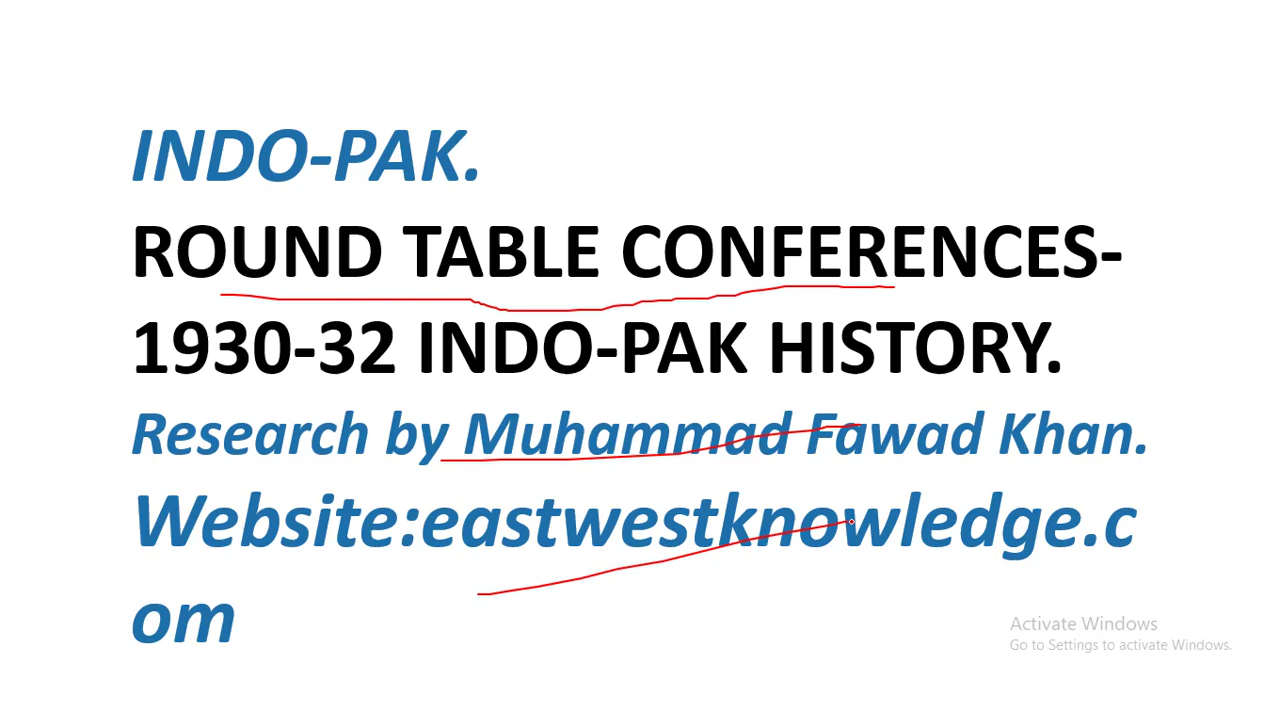 INDO-PAK.
ROUND TABLE CONFERENCES-
1930-32 INDO-PAK HISTORY.
Research by Muhammad Fawad Khan.
Website:eastwestknowledge.c
om
Activate Windows
Go to Settings to activate Windows.